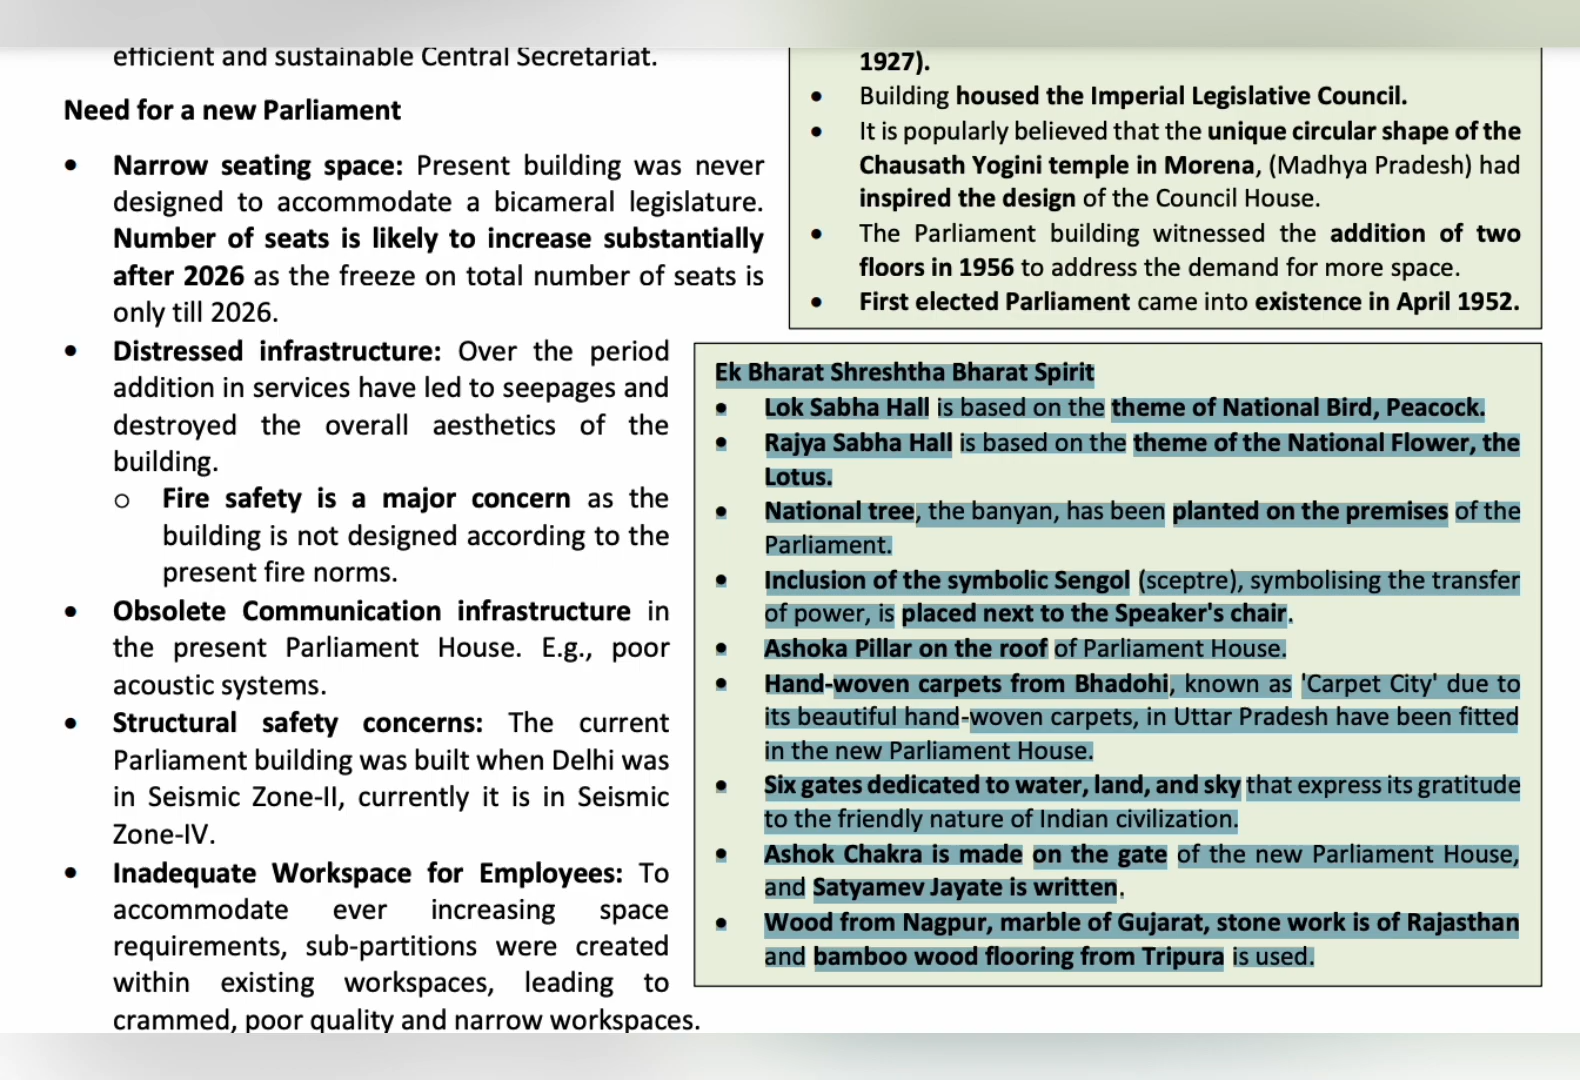 efficient and sustainable Central Secretariat.
Need for a new Parliament
• Narrow seating space: Present building was never
designed to accommodate a bicameral legislature.
Number of seats is likely to increase substantially
after 2026 as the freeze on total number of seats is
only till 2026.
• Distressed infrastructure: Over the period
addition in services have led to seepages and
destroyed the overall aesthetics of the
building.
o Fire safety is a major concern as the
building is not designed according to the
present fire norms.
• Obsolete Communication infrastructure in
the present Parliament House. E.g., poor
acoustic systems.
• Structural safety concerns: The current
Parliament building was built when Delhi was
in Seismic Zone-II, currently it is in Seismic
Zone-IV.
• Inadequate Workspace for Employees: To
accommodate ever increasing space
requirements, sub-partitions were created
within existing workspaces, leading to
crammed, poor quality and narrow workspaces.
1927).
• Building housed the Imperial Legislative Council.
• It is popularly believed that the unique circular shape of the
Chausath Yogini temple in Morena, (Madhya Pradesh) had
inspired the design of the Council House.
• The Parliament building witnessed the addition of two
floors in 1956 to address the demand for more space.
• First elected Parliament came into existence in April 1952.
Ek Bharat Shreshtha Bharat Spirit
• Lok Sabha Hall is based on the theme of National Bird, Peacock.
• Rajya Sabha Hall is based on the theme of the National Flower, the
Lotus.
• National tree, the banyan, has been planted on the premises of the
Parliament.
• Inclusion of the symbolic Sengol (sceptre), symbolising the transfer
of power, is placed next to the Speaker's chair.
• Ashoka Pillar on the roof of Parliament House.
• Hand-woven carpets from Bhadohi, known as 'Carpet City' due to
its beautiful hand-woven carpets, in Uttar Pradesh have been fitted
in the new Parliament House.
• Six gates dedicated to water, land, and sky that express its gratitude
to the friendly nature of Indian civilization.
• Ashok Chakra is made on the gate of the new Parliament House,
and Satyamev Jayate is written.
• Wood from Nagpur, marble of Gujarat, stone work is of Rajasthan
and bamboo wood flooring from Tripura is used.